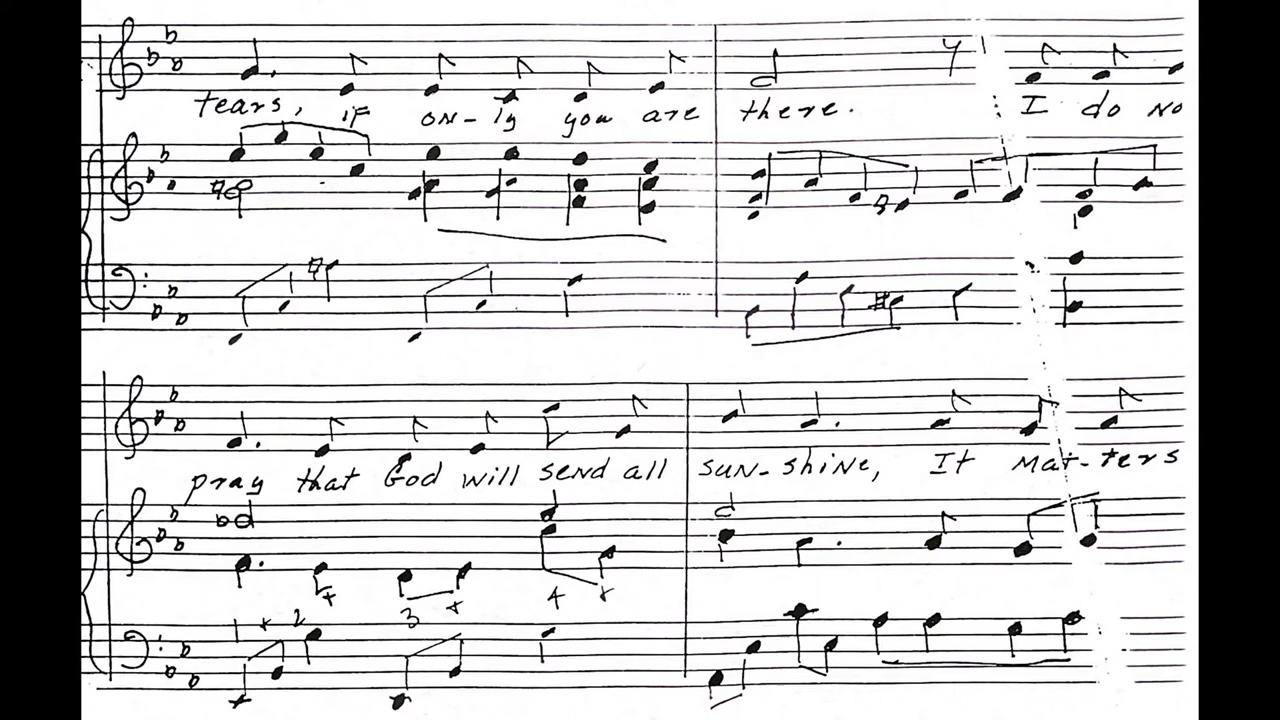 tears, if on-ly you are there. I do no
pray that God will send all sun-shine, It mat-ters
1 + 2 + 3 + 4 +